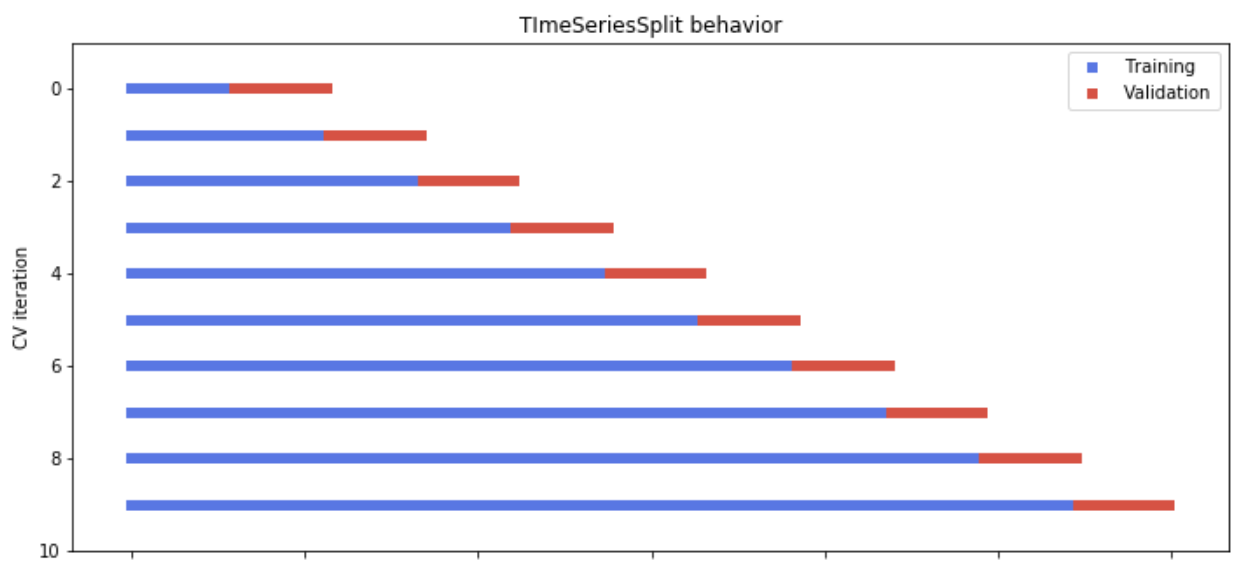 TImeSeriesSplit behavior
Training
Validation
0
2
4
6
8
10
CV iteration